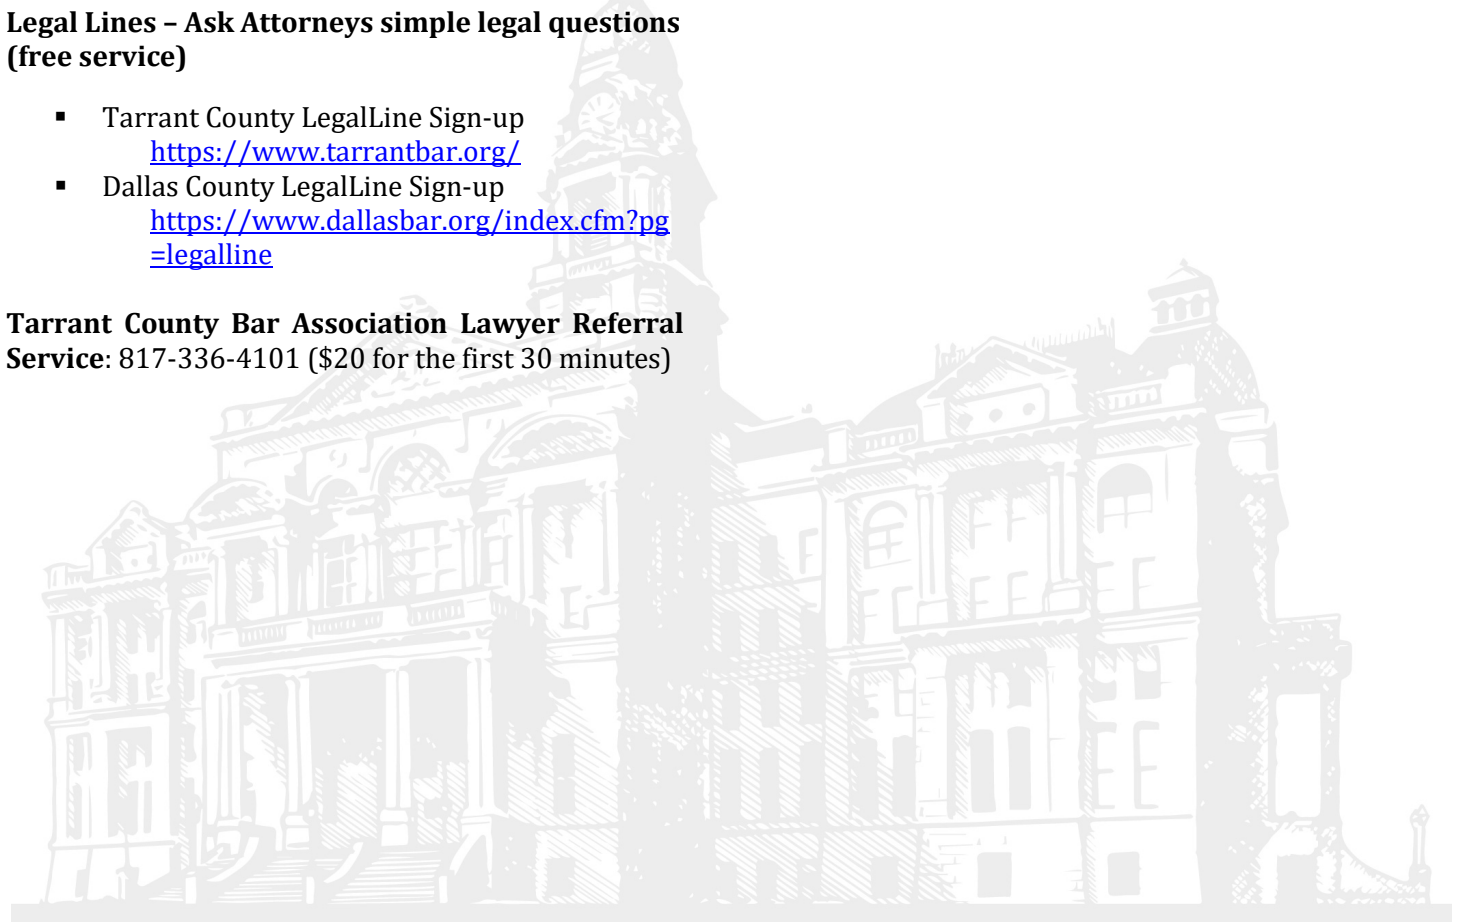 Legal Lines – Ask Attorneys simple legal questions
(free service)
▪ Tarrant County LegalLine Sign-up
https://www.tarrantbar.org/
▪ Dallas County LegalLine Sign-up
https://www.dallasbar.org/index.cfm?pg
=legalline
Tarrant County Bar Association Lawyer Referral
Service: 817-336-4101 ($20 for the first 30 minutes)